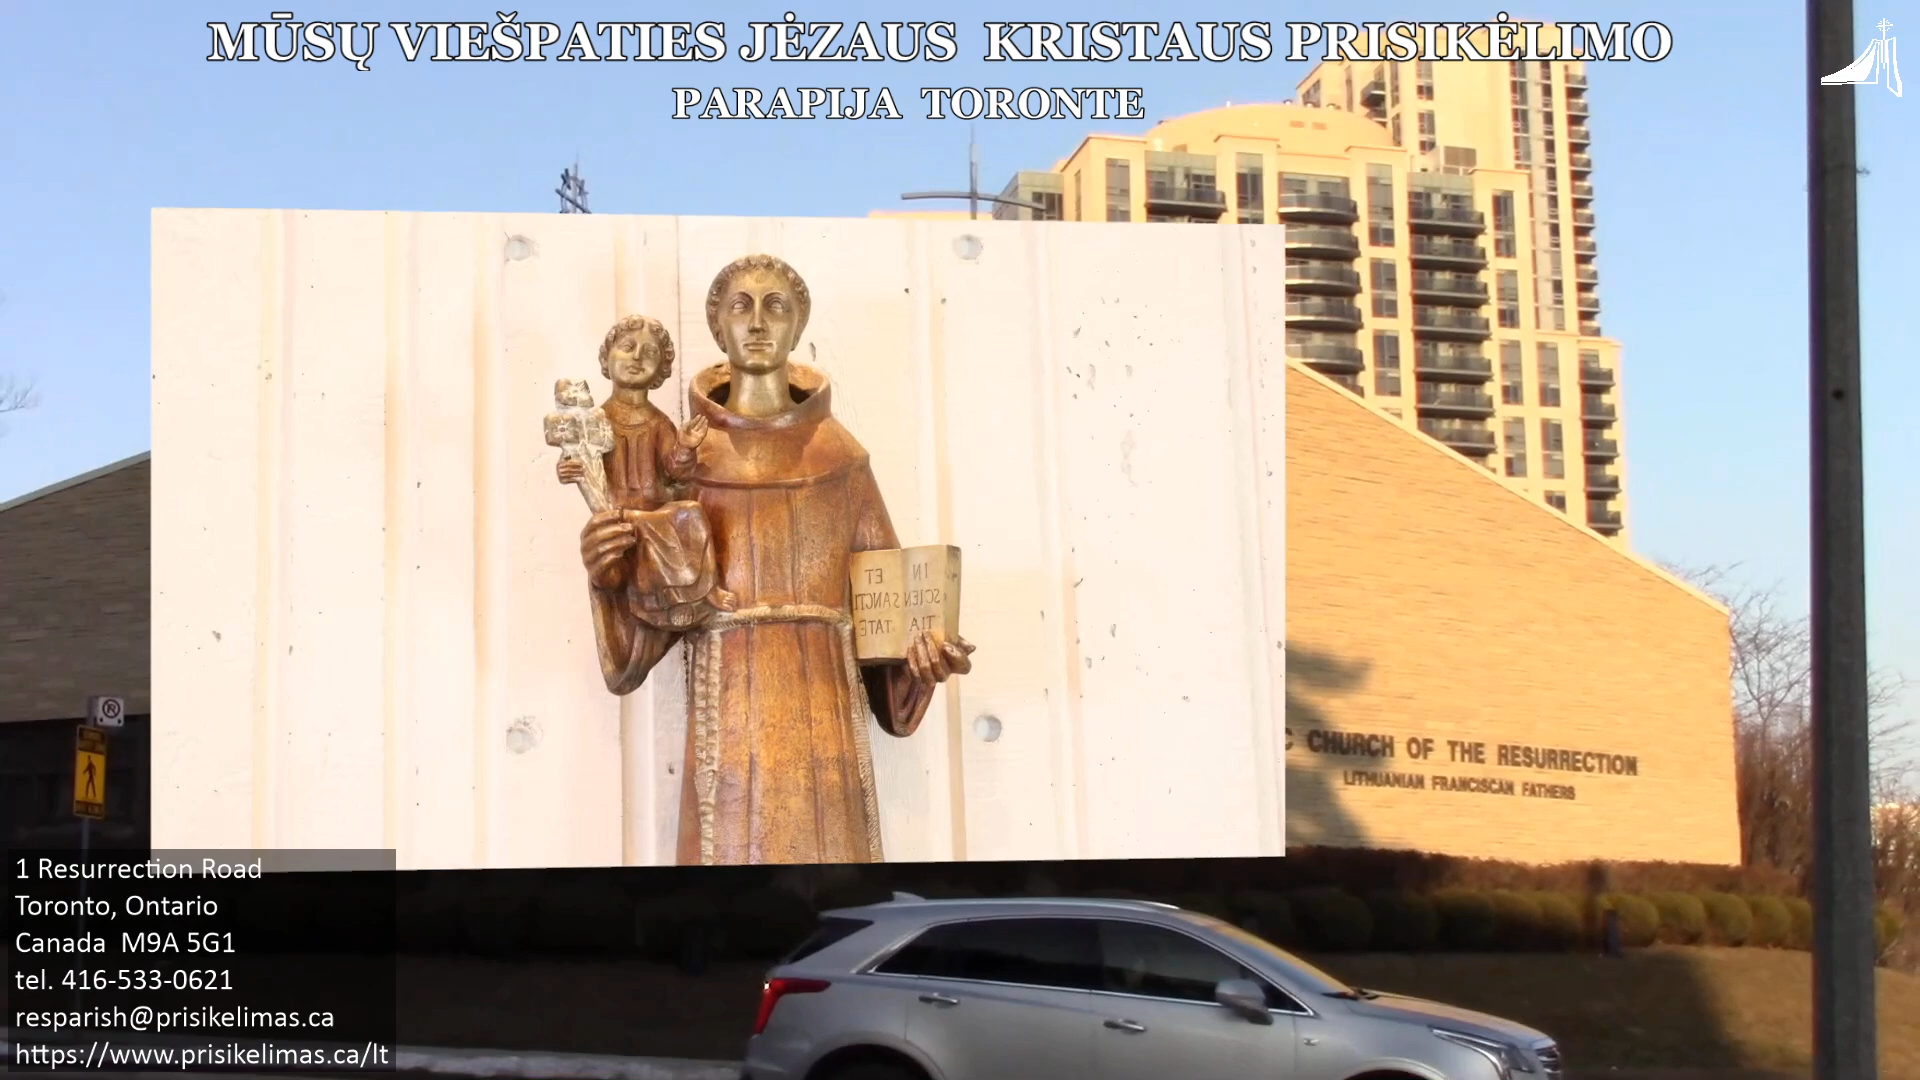 MŪSŲ VIEŠPATIES JĖZAUS KRISTAUS PRISIKĖLIMO
PARAPIJA TORONTE
ET IN
SANCTI SCIEN
TATE TIA
C CHURCH OF THE RESURRECTION
LITHUANIAN FRANCISCAN FATHERS
1 Resurrection Road
Toronto, Ontario
Canada M9A 5G1
tel. 416-533-0621
resparish@prisikelimas.ca
https://www.prisikelimas.ca/lt